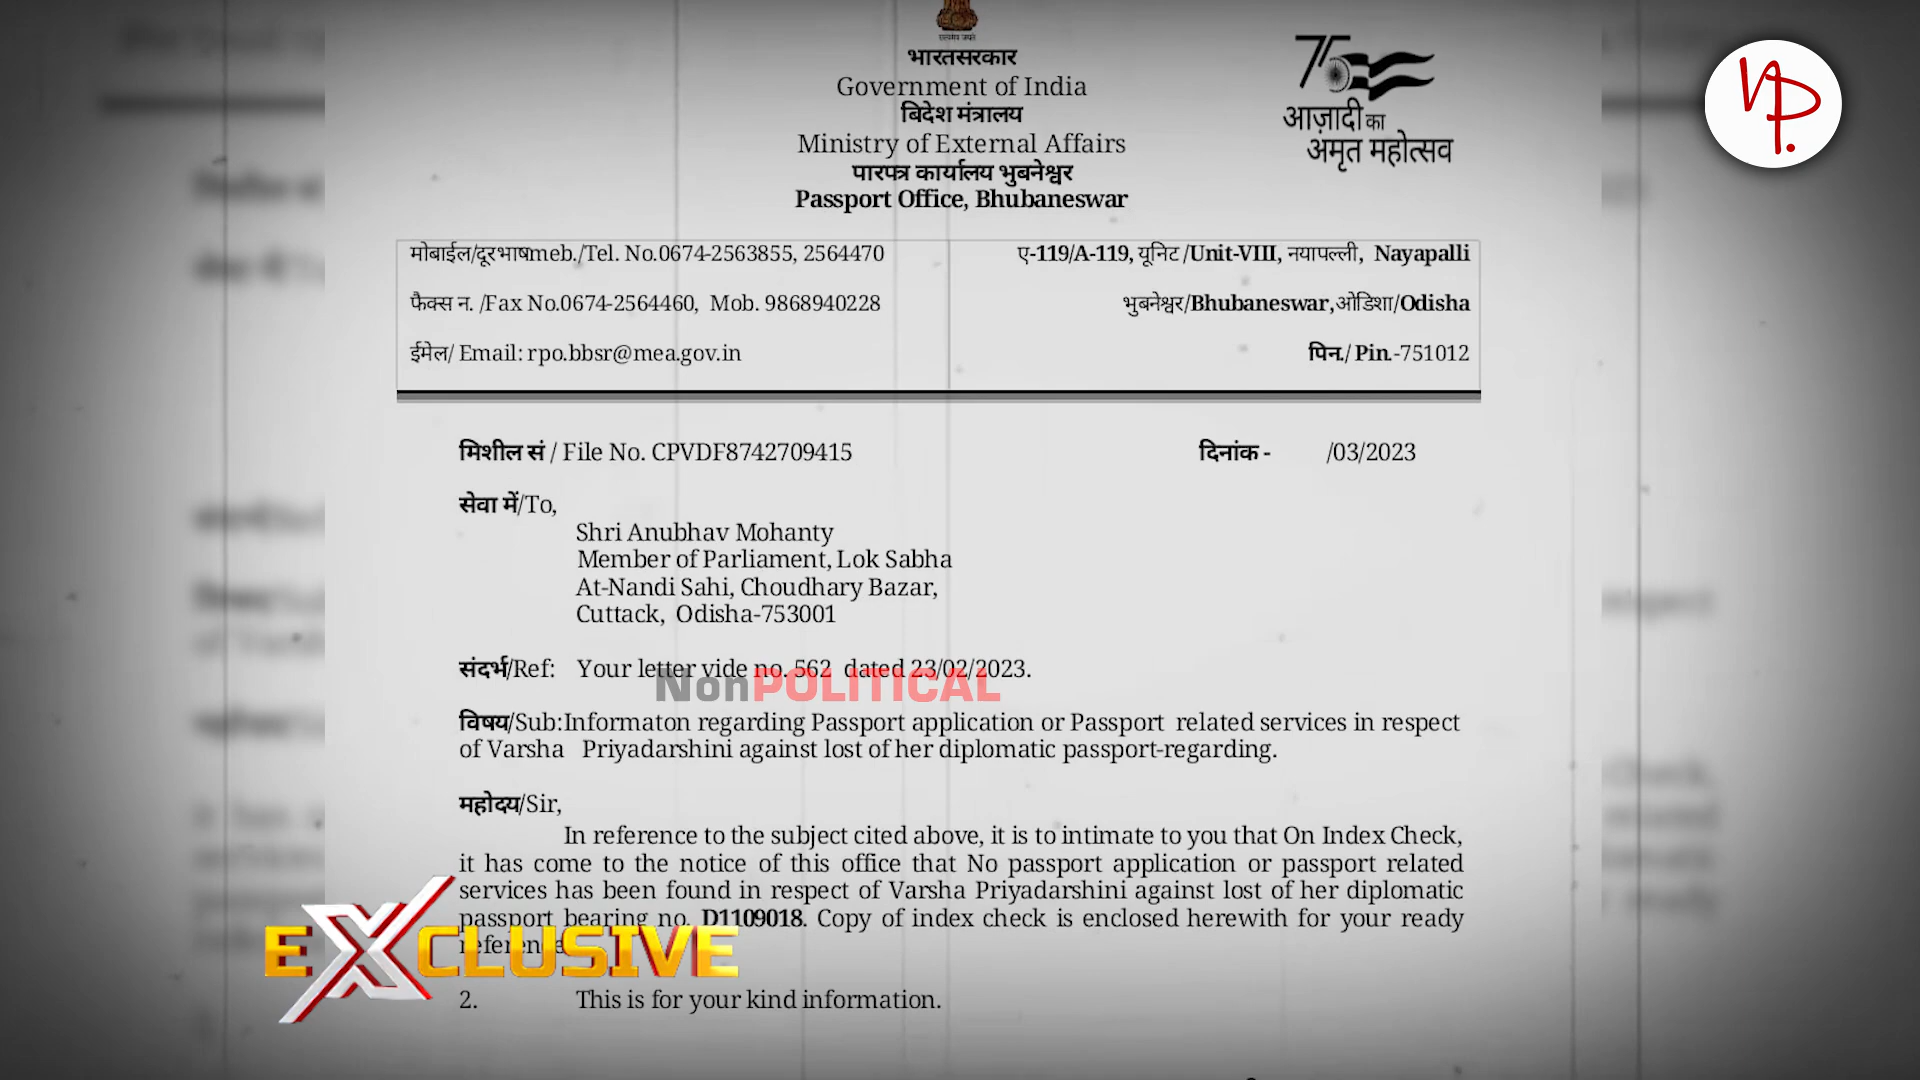 सत्यमेव जयते
भारतसरकार
Government of India
बिदेश मंत्रालय
Ministry of External Affairs
पारपत्र कार्यालय भुबनेश्वर
Passport Office, Bhubaneswar
75
आज़ादी का
अमृत महोत्सव
NP.
मोबाईल/दूरभाषmeb./Tel. No.0674-2563855, 2564470
ए-119/A-119, यूनिट /Unit-VIII, नयापल्ली, Nayapalli
फैक्स न. /Fax No.0674-2564460, Mob. 9868940228
भुबनेश्वर/Bhubaneswar,ओडिशा/Odisha
ईमेल/ Email: rpo.bbsr@mea.gov.in
पिन./ Pin.-751012
मिशील सं / File No. CPVDF8742709415
दिनांक - /03/2023
सेवा में/To,
Shri Anubhav Mohanty
Member of Parliament, Lok Sabha
At-Nandi Sahi, Choudhary Bazar,
Cuttack, Odisha-753001
संदर्भ/Ref: Your letter vide no. 562 dated 23/02/2023.
NonPOLITICAL
विषय/Sub:Informaton regarding Passport application or Passport related services in respect
of Varsha Priyadarshini against lost of her diplomatic passport-regarding.
महोदय/Sir,
In reference to the subject cited above, it is to intimate to you that On Index Check,
it has come to the notice of this office that No passport application or passport related
services has been found in respect of Varsha Priyadarshini against lost of her diplomatic
passport bearing no. D1109018. Copy of index check is enclosed herewith for your ready
reference
EXCLUSIVE
2. This is for your kind information.